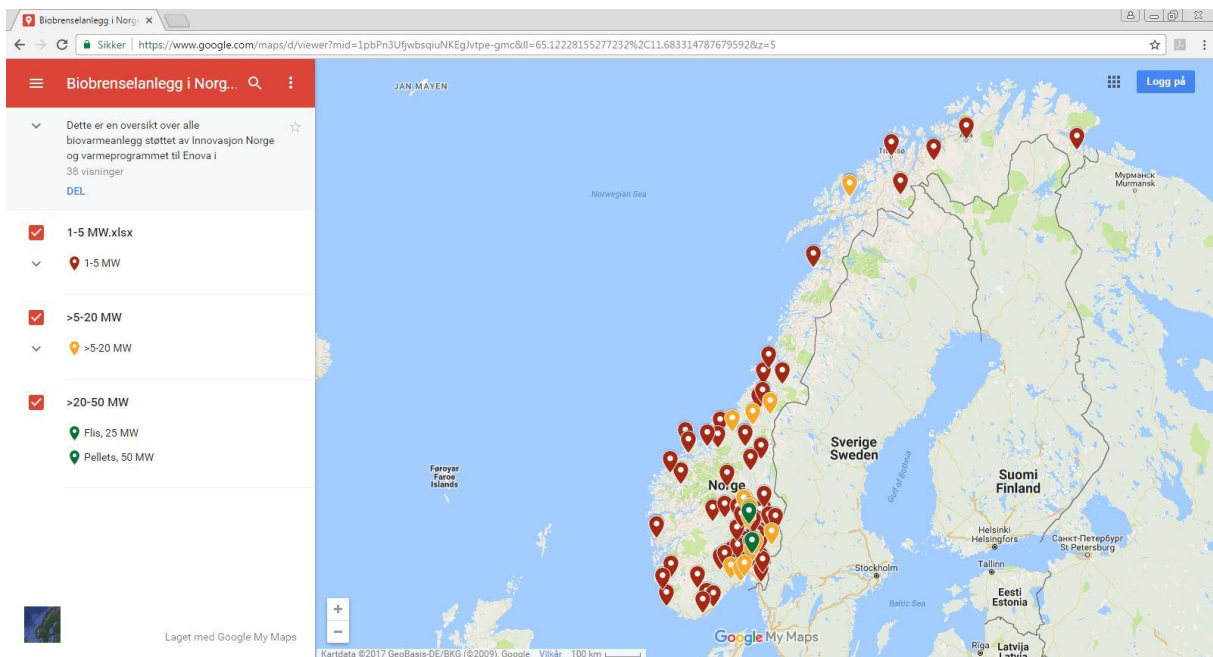 Biobrenselanlegg i Norg
Sikker | https://www.google.com/maps/d/viewer?mid=1pbPn3UfjwbsqiuNKEgJvtpe-gmc&ll=65.12228155277232%2C11.683314787679592&z=5
Biobrenselanlegg i Norg...
Dette er en oversikt over alle
biovarmeanlegg støttet av Innovasjon Norge
og varmeprogrammet til Enova i
38 visninger
DEL
1-5 MW.xlsx
1-5 MW
>5-20 MW
>5-20 MW
>20-50 MW
Flis, 25 MW
Pellets, 50 MW
Laget med Google My Maps
Logg på
JAN MAYEN
Norwegian Sea
Мурманск
Murmansk
Føroyar
Faroe
Islands
Norge
Sverige
Sweden
Gulf of Bothnia
Suomi
Finland
Helsinki
Helsingfors
Санкт-Петербург
St Petersburg
Stockholm
Tallinn
Eesti
Estonia
Baltic Sea
Rīga
Latvija
Latvia
+
−
Google My Maps
Kartdata ©2017 GeoBasis-DE/BKG (©2009), Google Vilkår 100 km